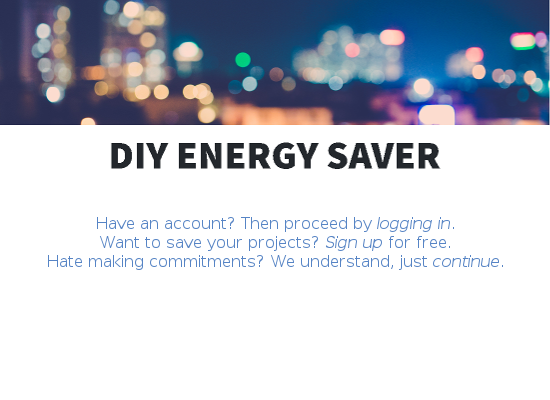 DIY ENERGY SAVER
Have an account? Then proceed by logging in.
Want to save your projects? Sign up for free.
Hate making commitments? We understand, just continue.